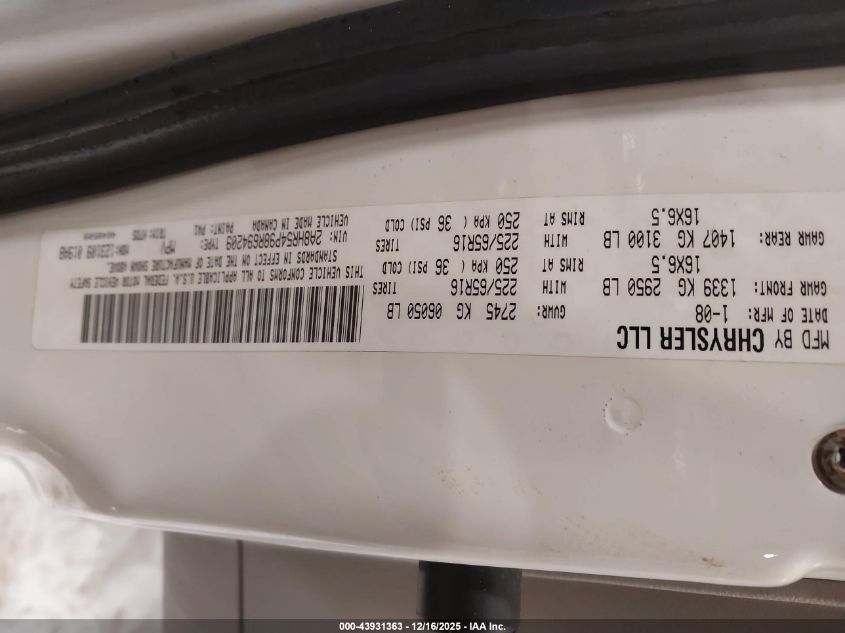 MFD BY CHRYSLER LLC
DATE OF MFR: 1-08 GVWR: 2745 KG 06050 LB
GAWR FRONT: 1339 KG 2950 LB WITH 225/65R16 TIRES
16X6.5 RIMS AT 250 KPA ( 36 PSI) COLD
GAWR REAR: 1407 KG 3100 LB WITH 225/65R16 TIRES
16X6.5 RIMS AT 250 KPA ( 36 PSI) COLD
THIS VEHICLE CONFORMS TO ALL APPLICABLE U.S.A. FEDERAL MOTOR VEHICLE SAFETY
STANDARDS IN EFFECT ON THE DATE OF MANUFACTURE SHOWN ABOVE.
VIN: 2A8HR54P98R694209 TYPE: MPV MDH:123109 019AB
VEHICLE MADE IN CANADA PAINT: PW1 TRIM:
000-43931363 - 12/16/2025 - IAA Inc.